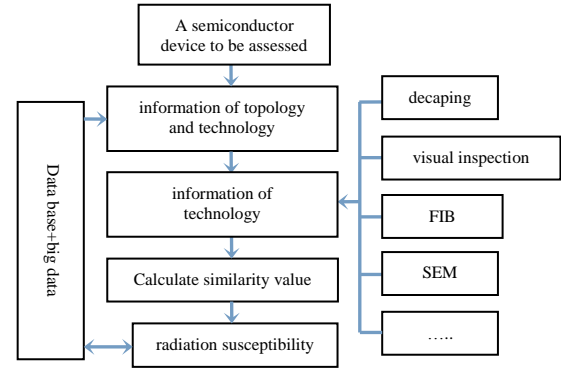 A semiconductor
device to be assessed
information of topology
and technology
information of
technology
Calculate similarity value
radiation susceptibility
Data base+big data
decaping
visual inspection
FIB
SEM
…..